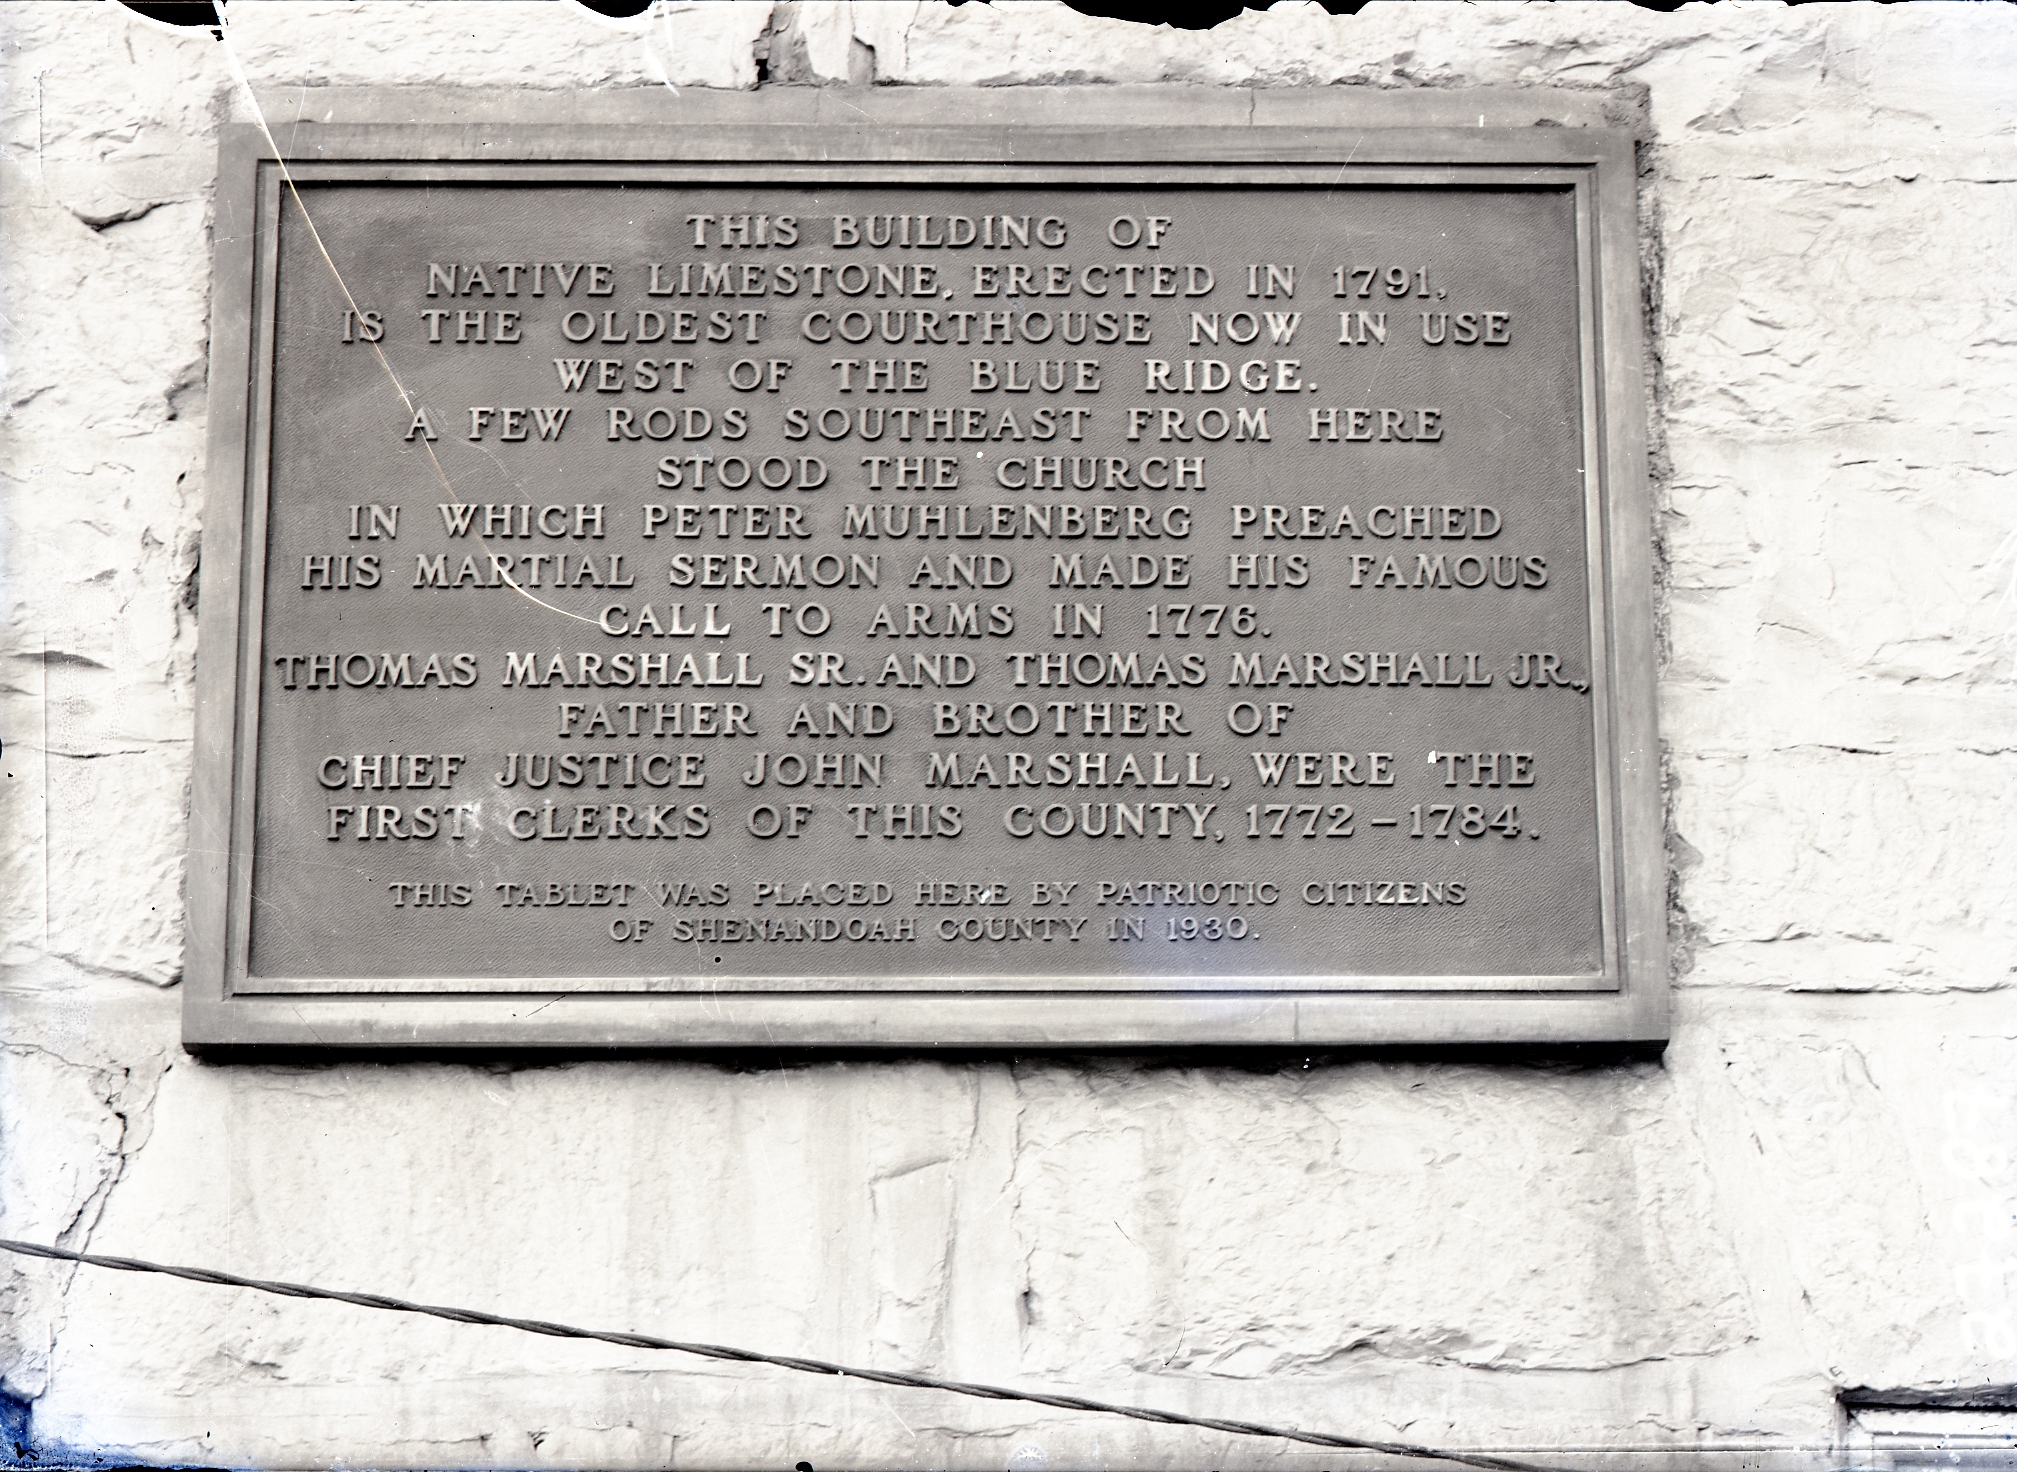 THIS BUILDING OF
NATIVE LIMESTONE, ERECTED IN 1791,
IS THE OLDEST COURTHOUSE NOW IN USE
WEST OF THE BLUE RIDGE.
A FEW RODS SOUTHEAST FROM HERE
STOOD THE CHURCH
IN WHICH PETER MUHLENBERG PREACHED
HIS MARTIAL SERMON AND MADE HIS FAMOUS
CALL TO ARMS IN 1776.
THOMAS MARSHALL SR. AND THOMAS MARSHALL JR.,
FATHER AND BROTHER OF
CHIEF JUSTICE JOHN MARSHALL, WERE THE
FIRST CLERKS OF THIS COUNTY, 1772-1784.
THIS TABLET WAS PLACED HERE BY PATRIOTIC CITIZENS
OF SHENANDOAH COUNTY IN 1930.